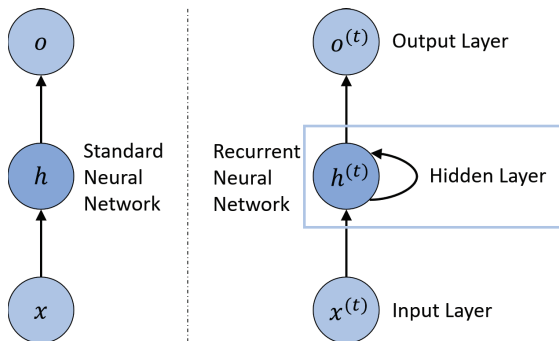 o
o^(t)
Output Layer
h
Standard
Neural
Network
Recurrent
Neural
Network
h^(t)
Hidden Layer
x
x^(t)
Input Layer